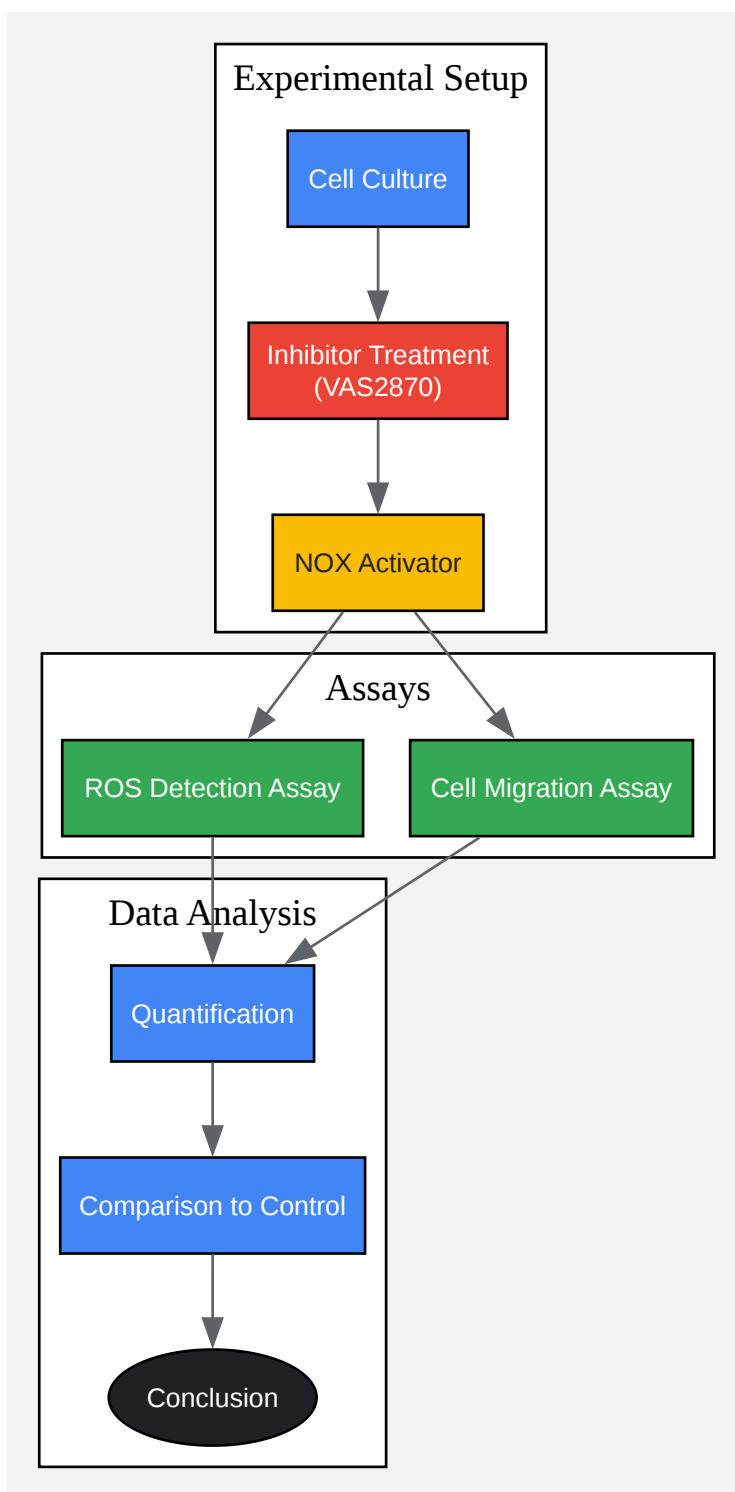 Experimental Setup
Cell Culture
Inhibitor Treatment
(VAS2870)
NOX Activator
Assays
ROS Detection Assay
Cell Migration Assay
Data Analysis
Quantification
Comparison to Control
Conclusion